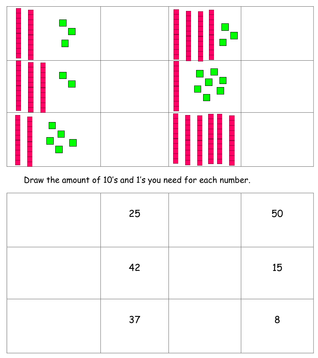 Draw the amount of 10's and 1's you need for each number.
25 50
42 15
37 8